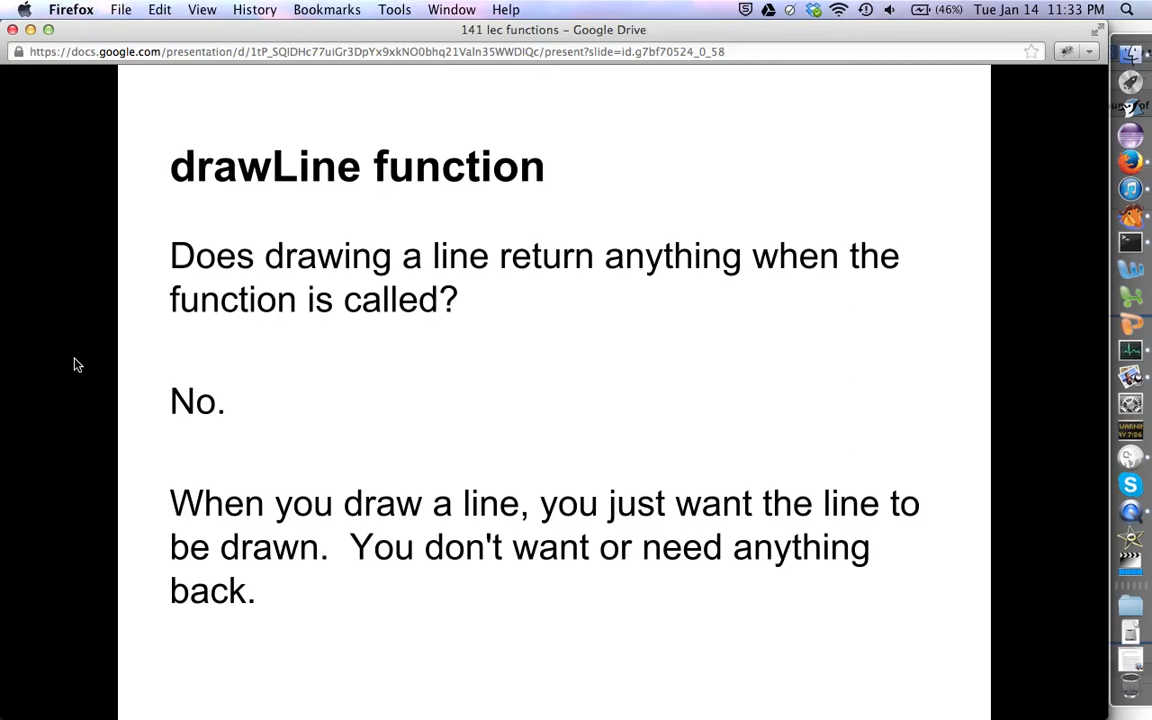 Firefox File Edit View History Bookmarks Tools Window Help (46%) Tue Jan 14 11:33 PM
141 lec functions – Google Drive
drawLine function
Does drawing a line return anything when the
function is called?
No.
When you draw a line, you just want the line to
be drawn.  You don't want or need anything
back.